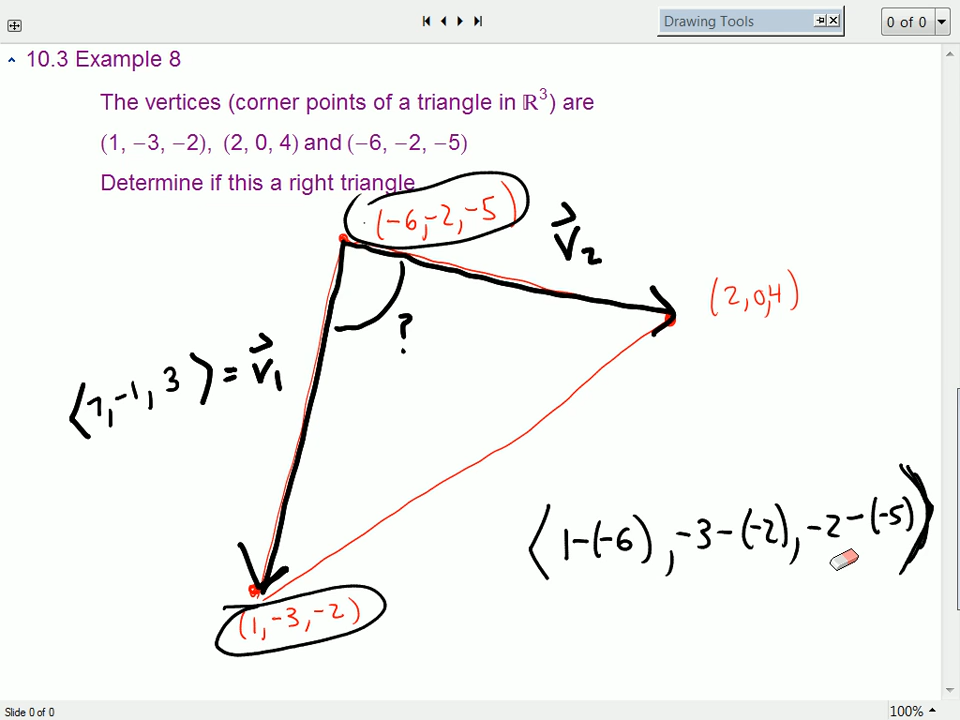 Drawing Tools
0 of 0
10.3 Example 8
The vertices (corner points of a triangle in ℝ³) are
(1, −3, −2), (2, 0, 4) and (−6, −2, −5)
Determine if this a right triangle.
(-6,-2,-5)
v⃗2
(2,0,4)
?
⟨7,-1,3⟩ = v⃗1
⟨1-(-6), -3-(-2), -2-(-5)⟩
(1,-3,-2)
Slide 0 of 0
100%